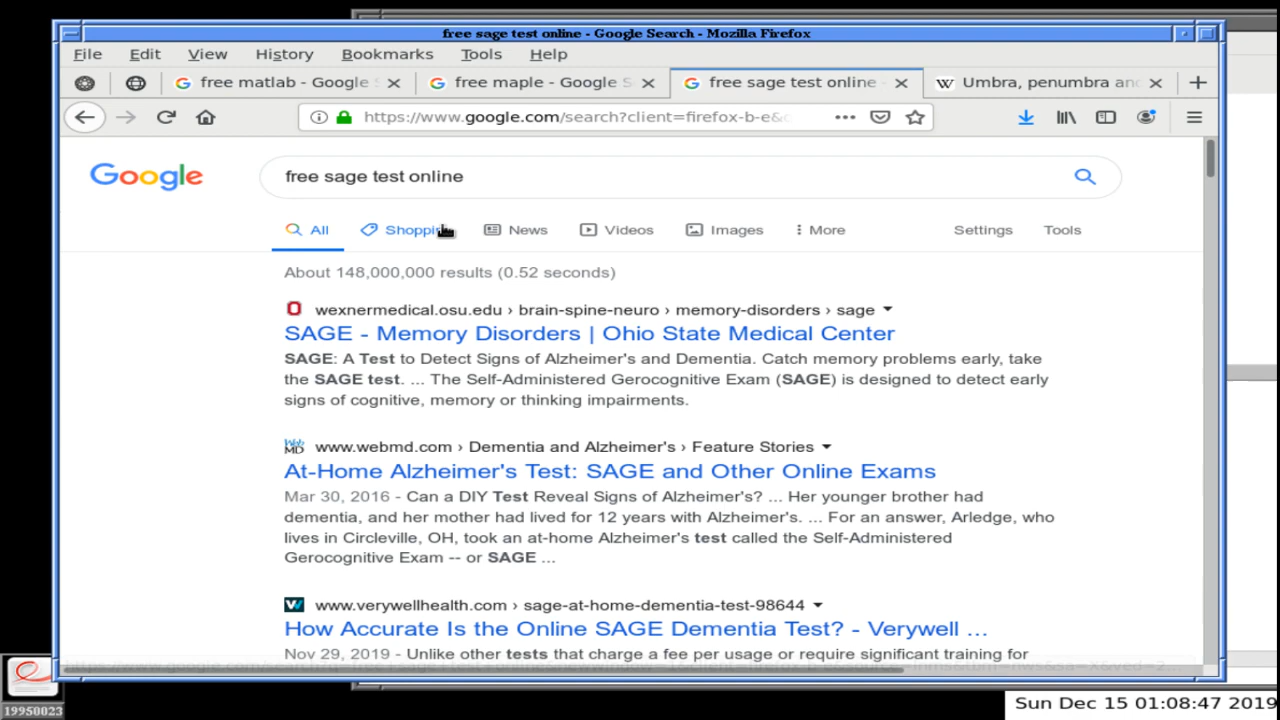 free sage test online - Google Search - Mozilla Firefox
File Edit View History Bookmarks Tools Help
free matlab - Google S
free maple - Google S
free sage test online -
W Umbra, penumbra an
https://www.google.com/search?client=firefox-b-e&
Google
free sage test online
All Shoppin News Videos Images More Settings Tools
About 148,000,000 results (0.52 seconds)
wexnermedical.osu.edu › brain-spine-neuro › memory-disorders › sage
SAGE - Memory Disorders | Ohio State Medical Center
SAGE: A Test to Detect Signs of Alzheimer's and Dementia. Catch memory problems early, take
the SAGE test. ... The Self-Administered Gerocognitive Exam (SAGE) is designed to detect early
signs of cognitive, memory or thinking impairments.
Web MD www.webmd.com › Dementia and Alzheimer's › Feature Stories
At-Home Alzheimer's Test: SAGE and Other Online Exams
Mar 30, 2016 - Can a DIY Test Reveal Signs of Alzheimer's? ... Her younger brother had
dementia, and her mother had lived for 12 years with Alzheimer's. ... For an answer, Arledge, who
lives in Circleville, OH, took an at-home Alzheimer's test called the Self-Administered
Gerocognitive Exam -- or SAGE ...
www.verywellhealth.com › sage-at-home-dementia-test-98644
How Accurate Is the Online SAGE Dementia Test? - Verywell ...
Nov 29, 2019 - Unlike other tests that charge a fee per usage or require significant training for
19950023
Sun Dec 15 01:08:47 2019